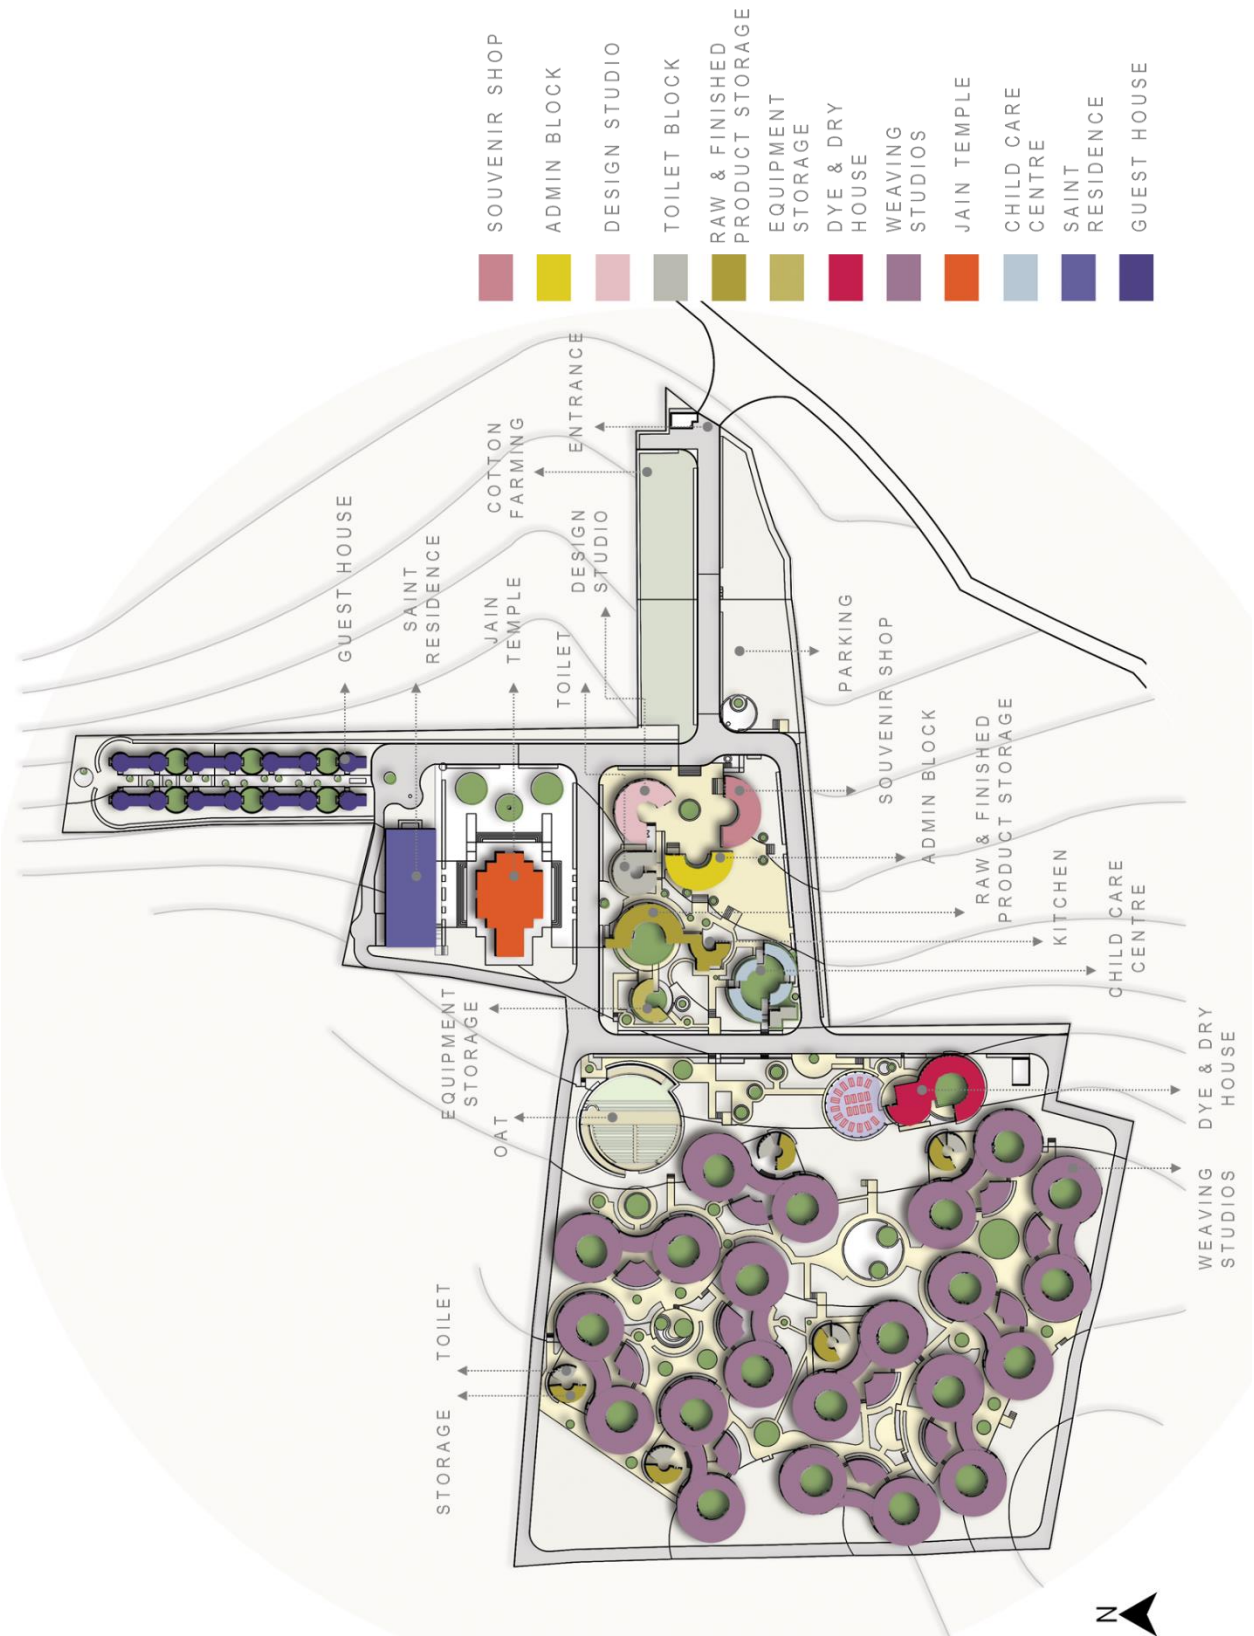 SOUVENIR SHOP
ADMIN BLOCK
DESIGN STUDIO
TOILET BLOCK
RAW & FINISHED
PRODUCT STORAGE
EQUIPMENT
STORAGE
DYE & DRY
HOUSE
WEAVING
STUDIOS
JAIN TEMPLE
CHILD CARE
CENTRE
SAINT
RESIDENCE
GUEST HOUSE
GUEST HOUSE
SAINT
RESIDENCE
JAIN
TEMPLE
TOILET
DESIGN
STUDIO
COTTON
FARMING
ENTRANCE
EQUIPMENT
STORAGE
OAT
TOILET
STORAGE
PARKING
SOUVENIR SHOP
ADMIN BLOCK
RAW & FINISHED
PRODUCT STORAGE
KITCHEN
CHILD CARE
CENTRE
DYE & DRY
HOUSE
WEAVING
STUDIOS
N